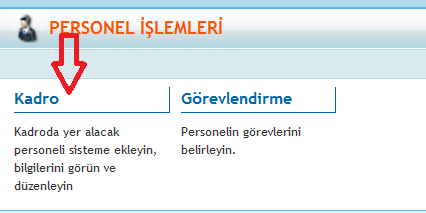 PERSONEL İŞLEMLERİ
Kadro
Kadroda yer alacak
personeli sisteme ekleyin,
bilgilerini görün ve
düzenleyin
Görevlendirme
Personelin görevlerini
belirleyin.